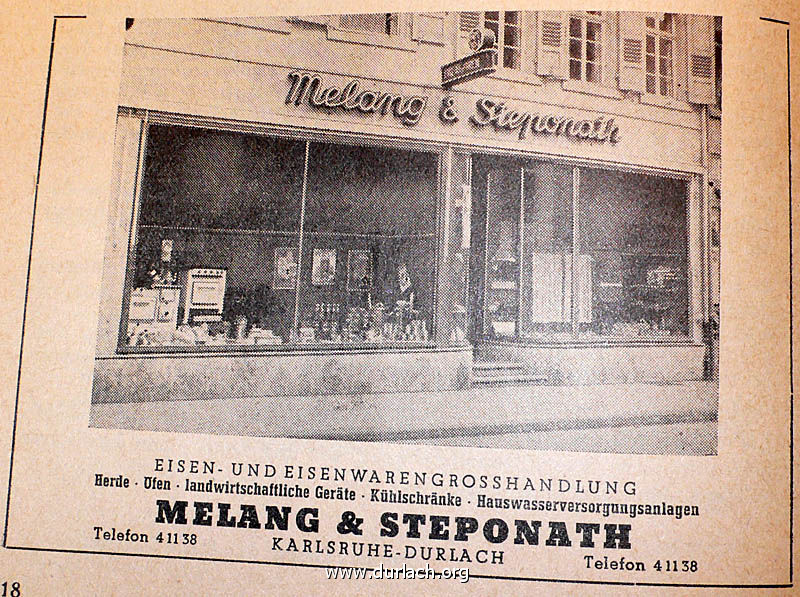 Melang & Steponath
EISEN- UND EISENWARENGROSSHANDLUNG
Herde · Öfen · landwirtschaftliche Geräte · Kühlschränke · Hauswasserversorgungsanlagen
MELANG & STEPONATH
Telefon 41138 KARLSRUHE-DURLACH Telefon 41138
www.durlach.org
18